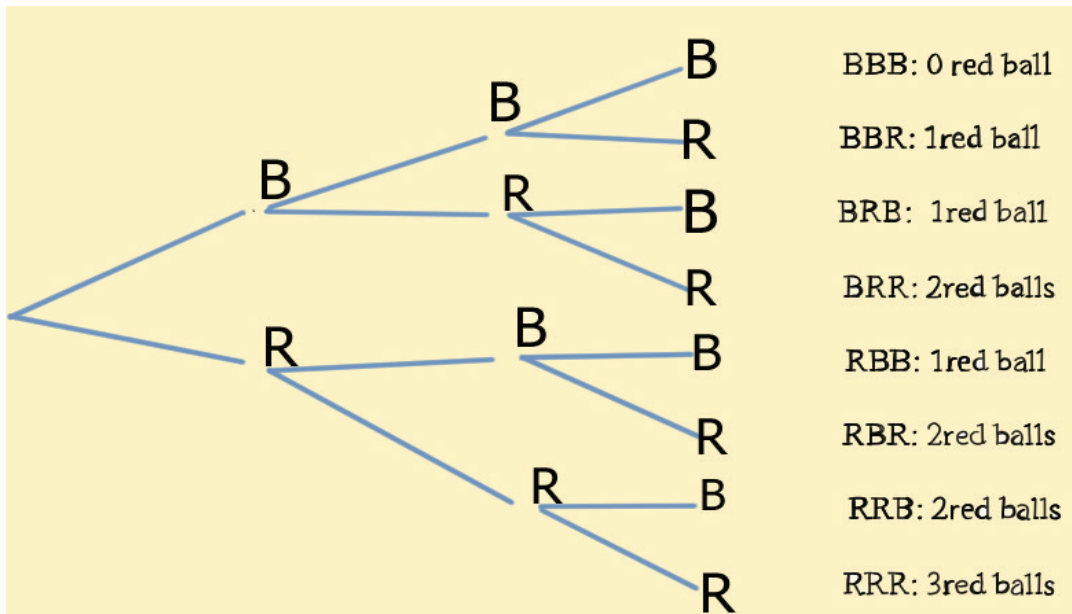 B
BBB: 0 red ball
B
R
BBR: 1red ball
B
R
B
BRB: 1red ball
R
BRR: 2red balls
B
R
B
RBB: 1red ball
R
RBR: 2red balls
R
B
RRB: 2red balls
R
RRR: 3red balls